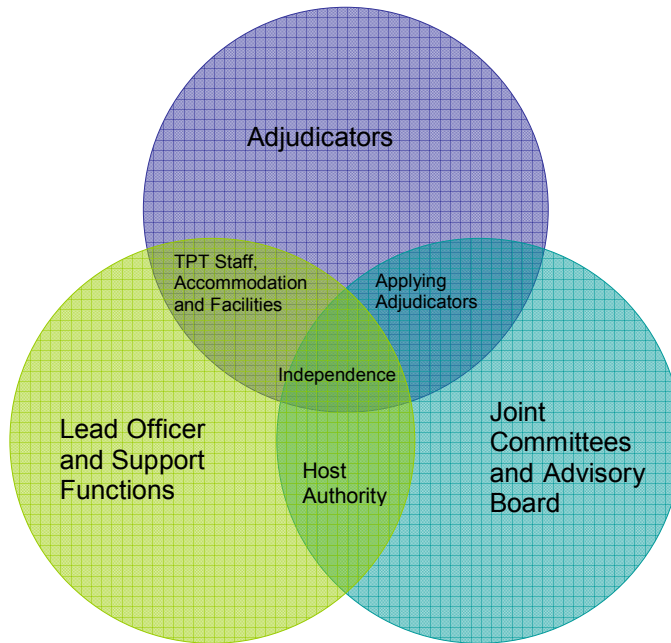 Adjudicators
TPT Staff,
Accommodation
and Facilities
Applying
Adjudicators
Independence
Lead Officer
and Support
Functions
Host
Authority
Joint
Committees
and Advisory
Board